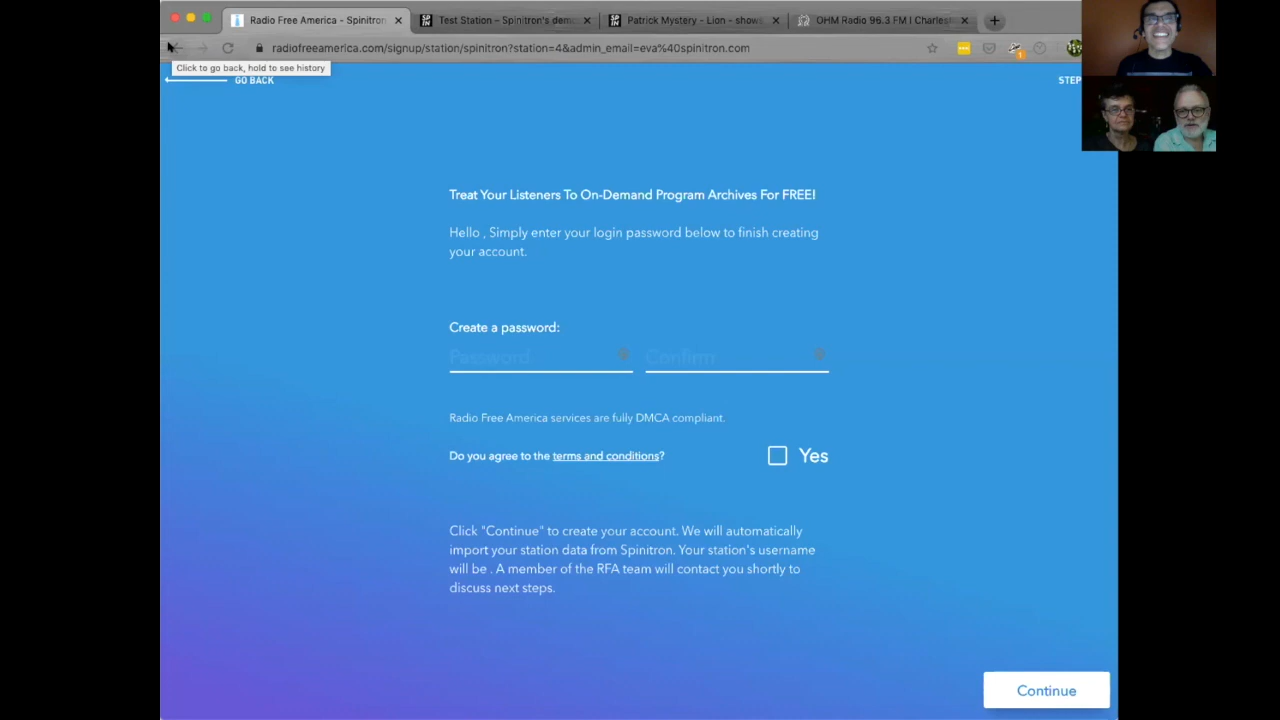 Radio Free America - Spinitron
Test Station – Spinitron's demo
Patrick Mystery - Lion - shows
OHM Radio 96.3 FM | Charles
radiofreeamerica.com/signup/station/spinitron?station=4&admin_email=eva%40spinitron.com
1
Click to go back, hold to see history
GO BACK
STEP
Treat Your Listeners To On-Demand Program Archives For FREE!
Hello , Simply enter your login password below to finish creating
your account.
Create a password:
Password
Confirm
Radio Free America services are fully DMCA compliant.
Do you agree to the terms and conditions?
Yes
Click "Continue" to create your account. We will automatically
import your station data from Spinitron. Your station's username
will be . A member of the RFA team will contact you shortly to
discuss next steps.
Continue